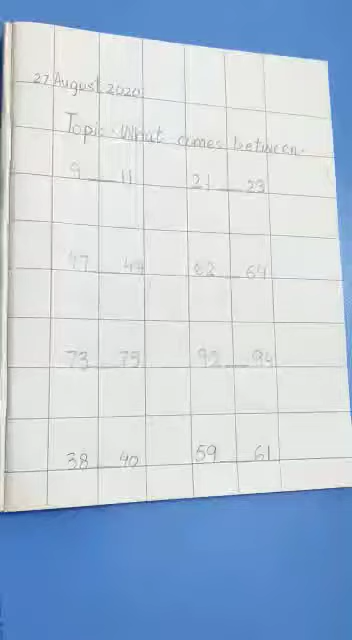 27 August 2020
Topic: What comes between.
9 __ 11 21 __ 23
47 __ 49 62 __ 64
73 __ 75 92 __ 94
38 __ 40 59 __ 61